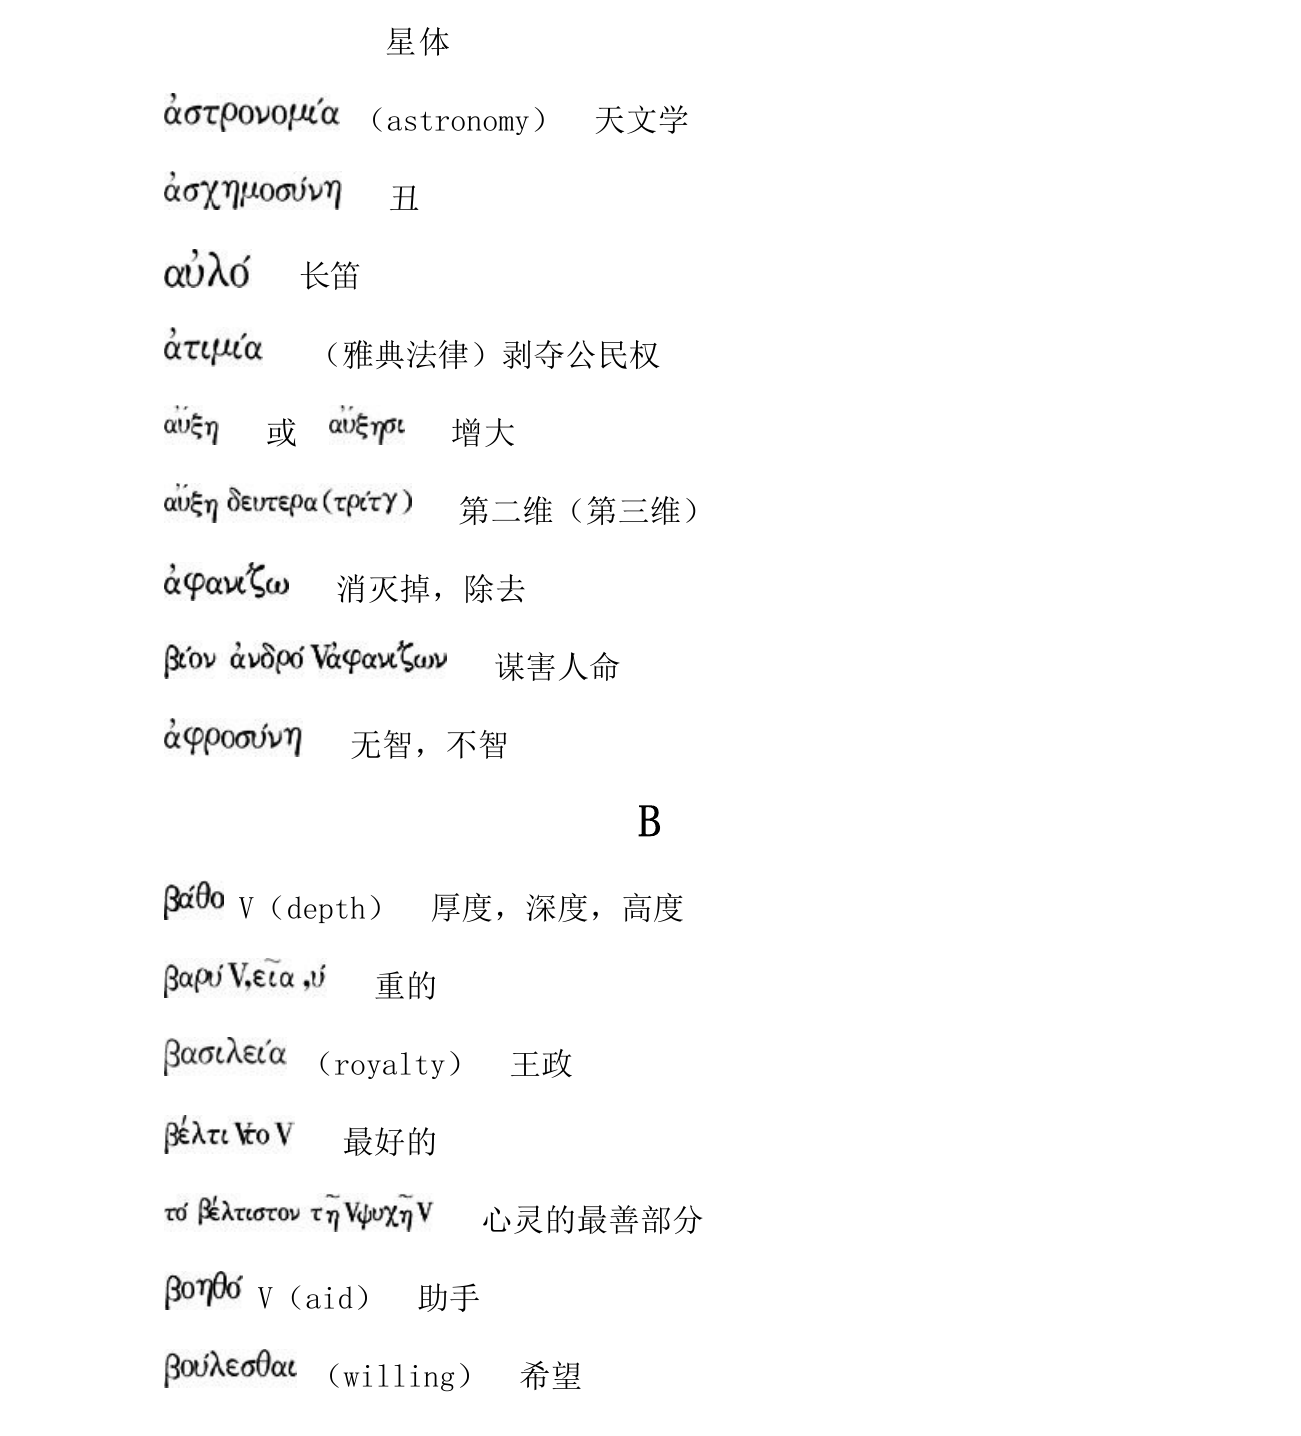 星体
ἀστρονομία （astronomy） 天文学
ἀσχημοσύνη 丑
αὐλό 长笛
ἀτιμία （雅典法律）剥夺公民权
αὔξη 或 αὔξησι 增大
αὔξη δευτερα(τρίτγ) 第二维（第三维）
ἀφανίζω 消灭掉，除去
βίον ἀνδρό Vἀφανίζων 谋害人命
ἀφροσύνη 无智，不智
B
βάθο V（depth） 厚度，深度，高度
βαρύ V,εῖα ,ύ 重的
βασιλεία （royalty） 王政
βέλτι Vτο V 最好的
τό βέλτιστον τῆ Vψυχῆ V 心灵的最善部分
βοηθό V（aid） 助手
βούλεσθαι （willing） 希望